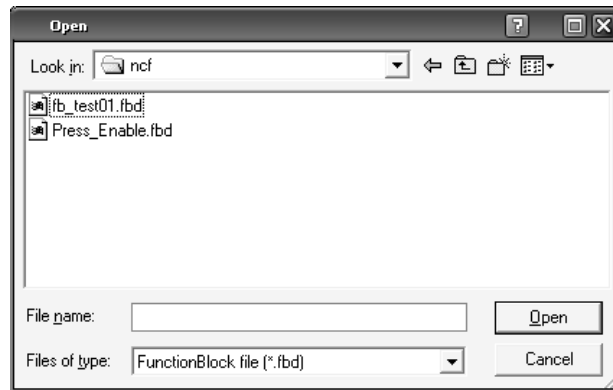 Open
Look in: ncf
fb_test01.fbd
Press_Enable.fbd
File name:
Open
Files of type: FunctionBlock file (*.fbd)
Cancel